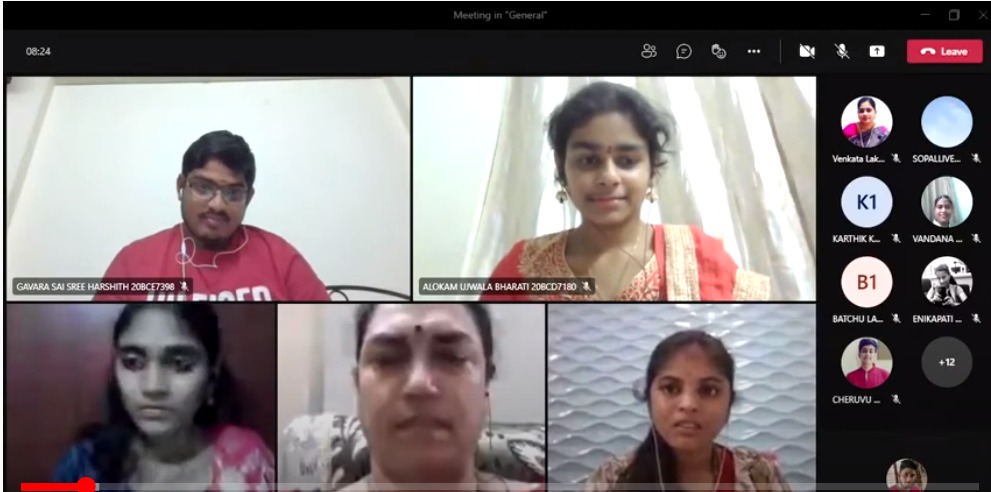 Meeting in "General"
08:24
Leave
GAVARA SAI SREE HARSHITH 20BCE7398
ALOKAM UJWALA BHARATI 20BCD7180
Venkata Lak...
SOPALLIVE...
K1
KARTHIK K...
VANDANA ...
B1
BATCHU LA...
ENIKAPATI ...
CHERUVU ...
+12